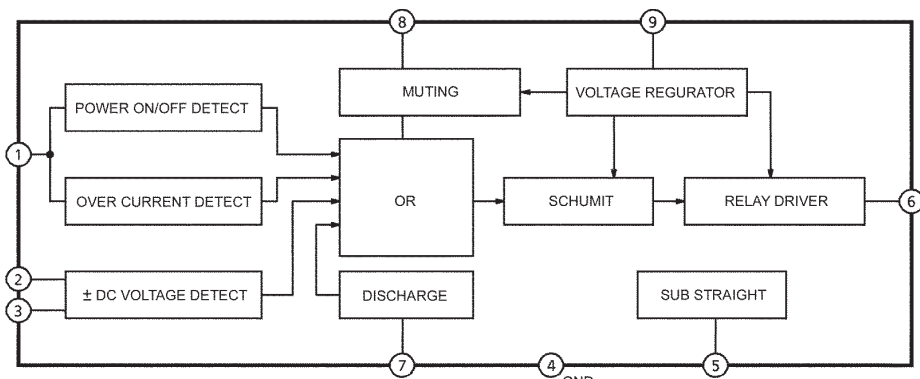 8
9
MUTING
VOLTAGE REGURATOR
POWER ON/OFF DETECT
1
OVER CURRENT DETECT
OR
SCHUMIT
RELAY DRIVER
6
2
3
± DC VOLTAGE DETECT
DISCHARGE
SUB STRAIGHT
7
4
5
GND